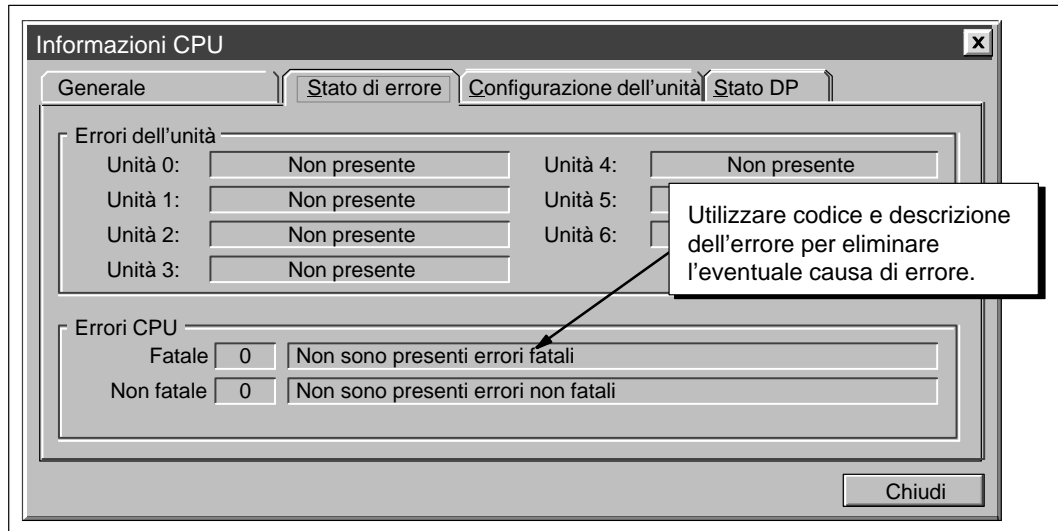 Informazioni CPU
x
Generale
Stato di errore
Configurazione dell'unità
Stato DP
Errori dell'unità
Unità 0: Non presente
Unità 4: Non presente
Unità 1: Non presente
Unità 5:
Unità 2: Non presente
Unità 6:
Unità 3: Non presente
Utilizzare codice e descrizione
dell'errore per eliminare
l'eventuale causa di errore.
Errori CPU
Fatale 0 Non sono presenti errori fatali
Non fatale 0 Non sono presenti errori non fatali
Chiudi